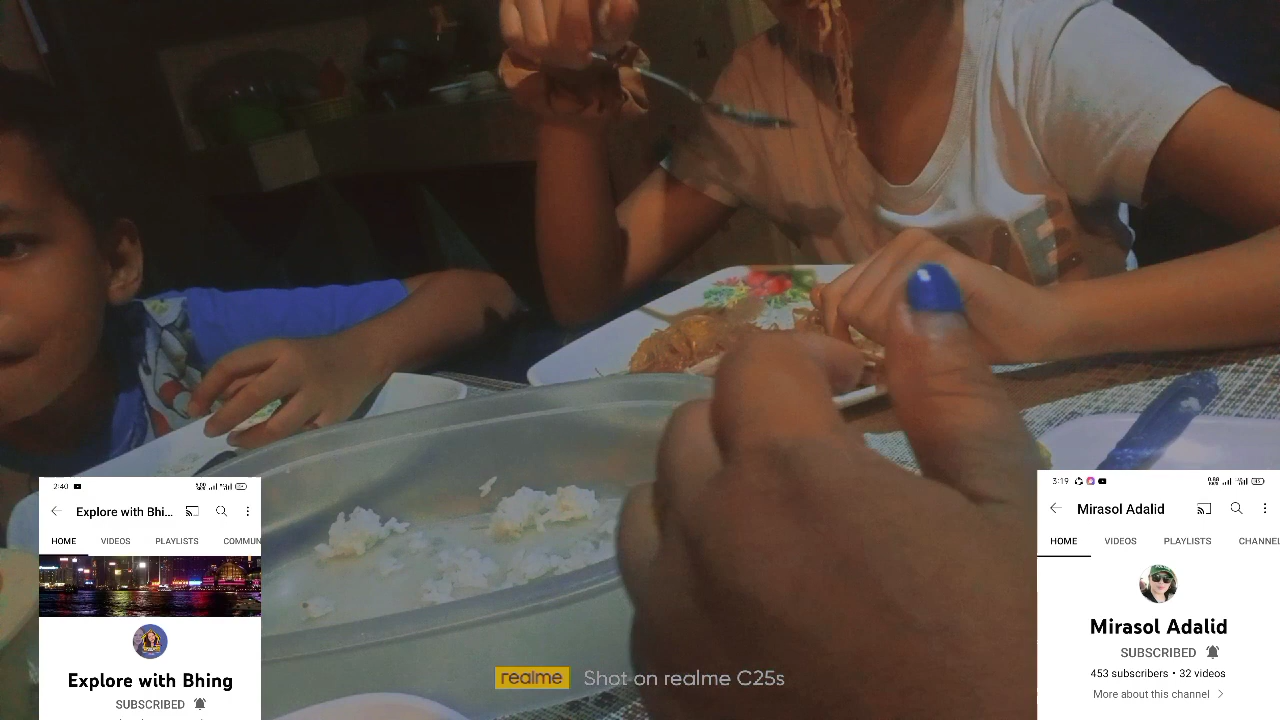 2:40
Explore with Bhi...
HOME VIDEOS PLAYLISTS COMMUN
Explore with Bhing
SUBSCRIBED
realme Shot on realme C25s
3:19
Mirasol Adalid
HOME VIDEOS PLAYLISTS CHANNEL
Mirasol Adalid
SUBSCRIBED
453 subscribers • 32 videos
More about this channel